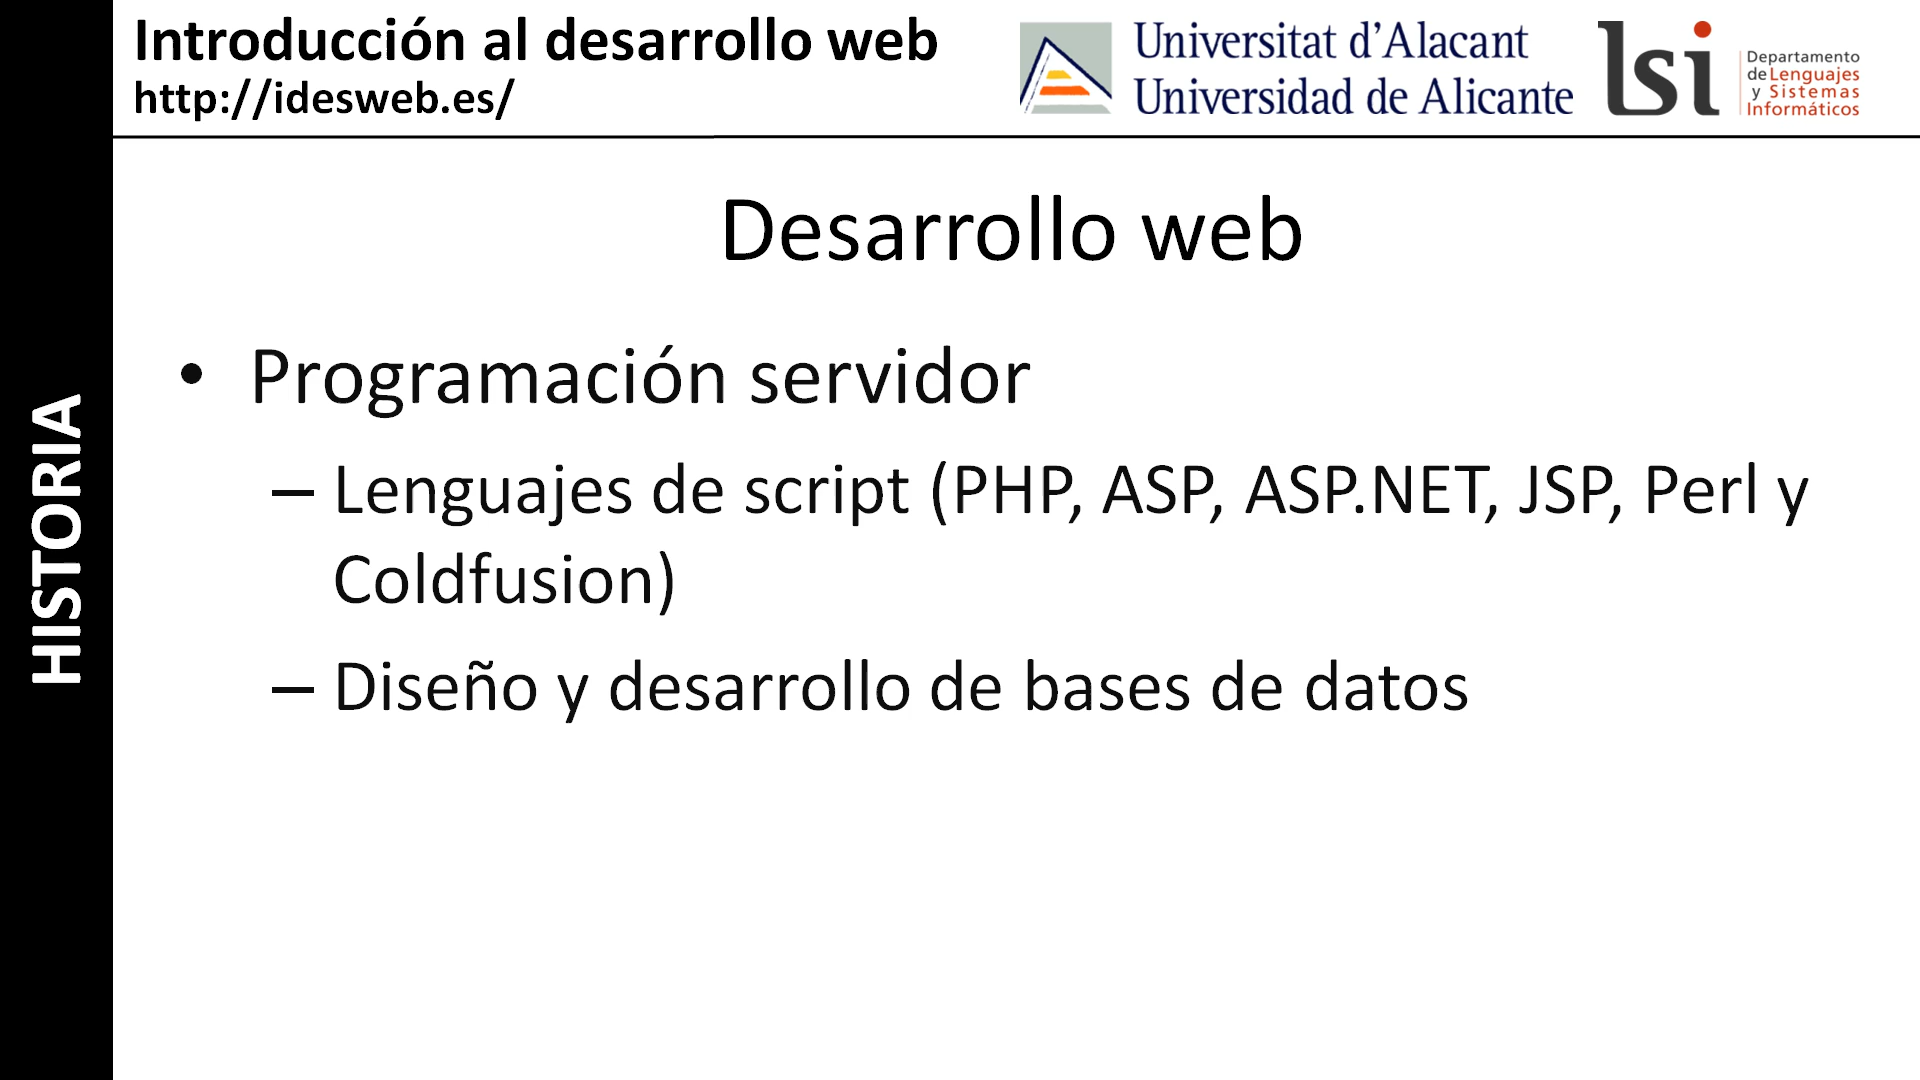 Introducción al desarrollo web
http://idesweb.es/
Universitat d'Alacant
Universidad de Alicante
lsi
Departamento
de Lenguajes
y Sistemas
Informáticos
HISTORIA
Desarrollo web
• Programación servidor
– Lenguajes de script (PHP, ASP, ASP.NET, JSP, Perl y
Coldfusion)
– Diseño y desarrollo de bases de datos